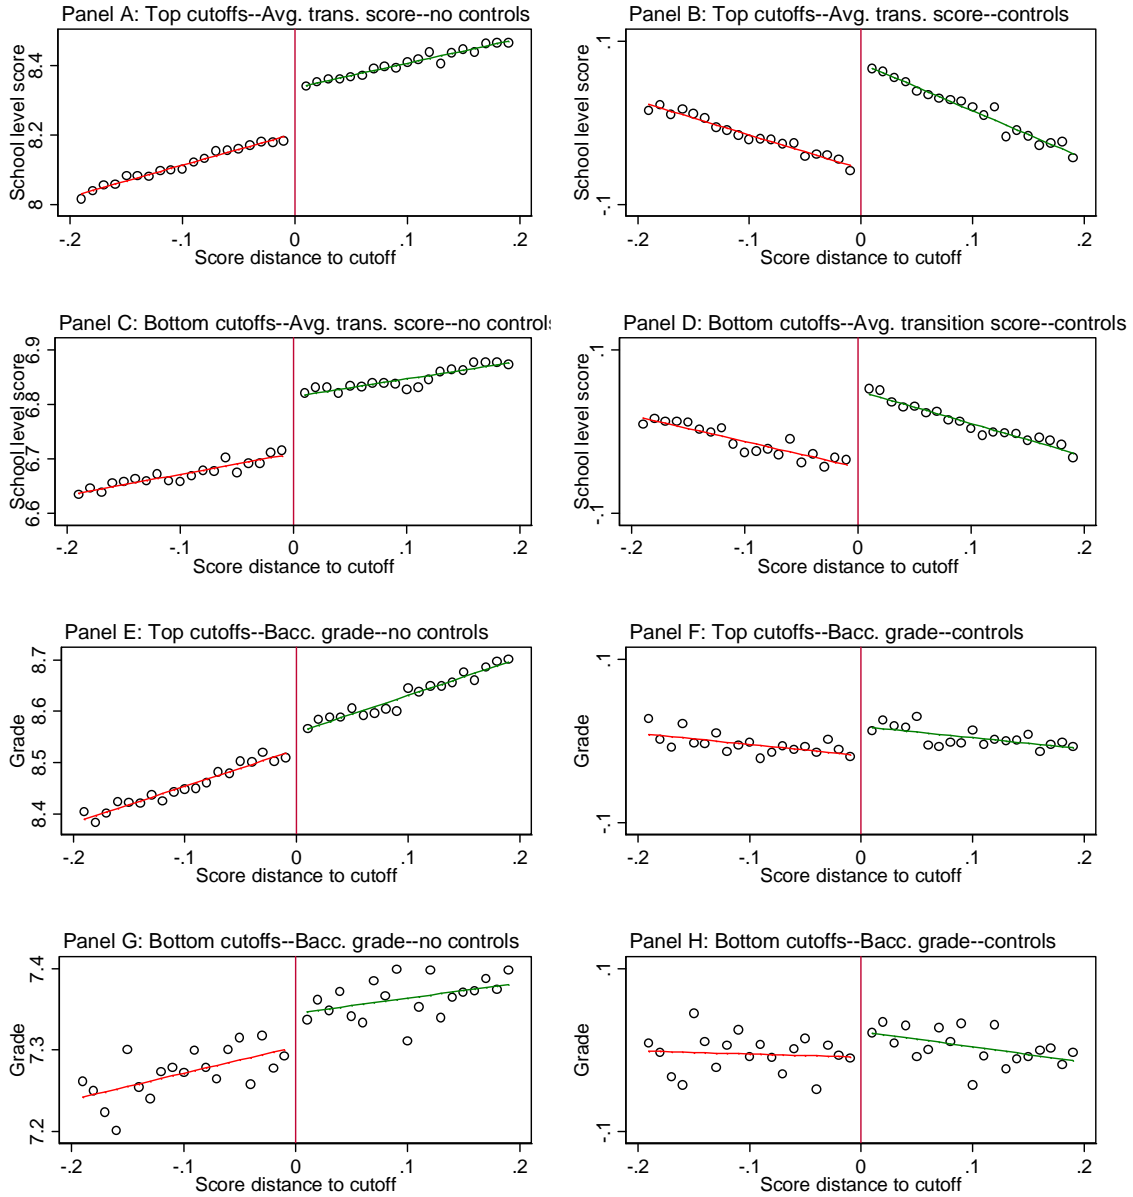 Panel A: Top cutoffs--Avg. trans. score--no controls
School level score
8 8.2 8.4
-.2 -.1 0 .1 .2
Score distance to cutoff
Panel B: Top cutoffs--Avg. trans. score--controls
School level score
-.1 .1
-.2 -.1 0 .1 .2
Score distance to cutoff
Panel C: Bottom cutoffs--Avg. trans. score--no controls
School level score
6.6 6.7 6.8 6.9
-.2 -.1 0 .1 .2
Score distance to cutoff
Panel D: Bottom cutoffs--Avg. transition score--controls
School level score
-.1 .1
-.2 -.1 0 .1 .2
Score distance to cutoff
Panel E: Top cutoffs--Bacc. grade--no controls
Grade
8.4 8.5 8.6 8.7
-.2 -.1 0 .1 .2
Score distance to cutoff
Panel F: Top cutoffs--Bacc. grade--controls
Grade
-.1 .1
-.2 -.1 0 .1 .2
Score distance to cutoff
Panel G: Bottom cutoffs--Bacc. grade--no controls
Grade
7.2 7.3 7.4
-.2 -.1 0 .1 .2
Score distance to cutoff
Panel H: Bottom cutoffs--Bacc. grade--controls
Grade
-.1 .1
-.2 -.1 0 .1 .2
Score distance to cutoff